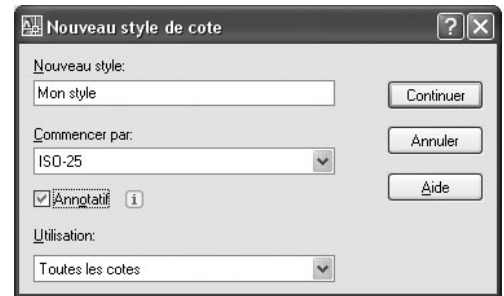 Nouveau style de cote
Nouveau style:
Mon style
Continuer
Commencer par:
Annuler
ISO-25
Aide
Annotatif
Utilisation:
Toutes les cotes